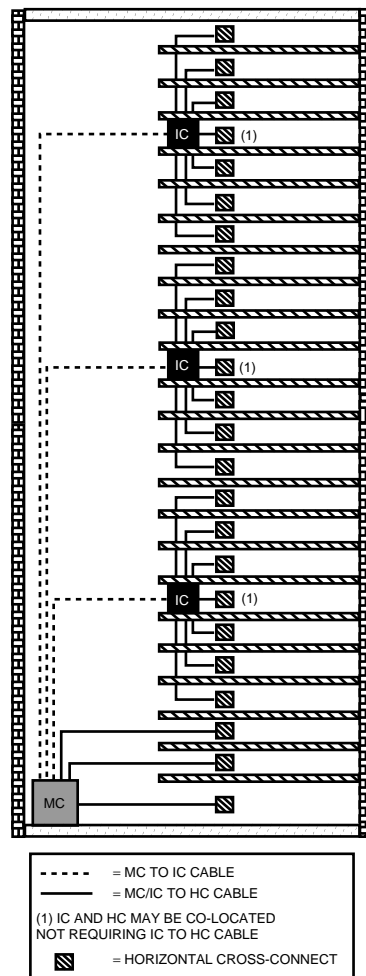 IC
(1)
IC
(1)
IC
(1)
MC
= MC TO IC CABLE
= MC/IC TO HC CABLE
(1) IC AND HC MAY BE CO-LOCATED
NOT REQUIRING IC TO HC CABLE
= HORIZONTAL CROSS-CONNECT